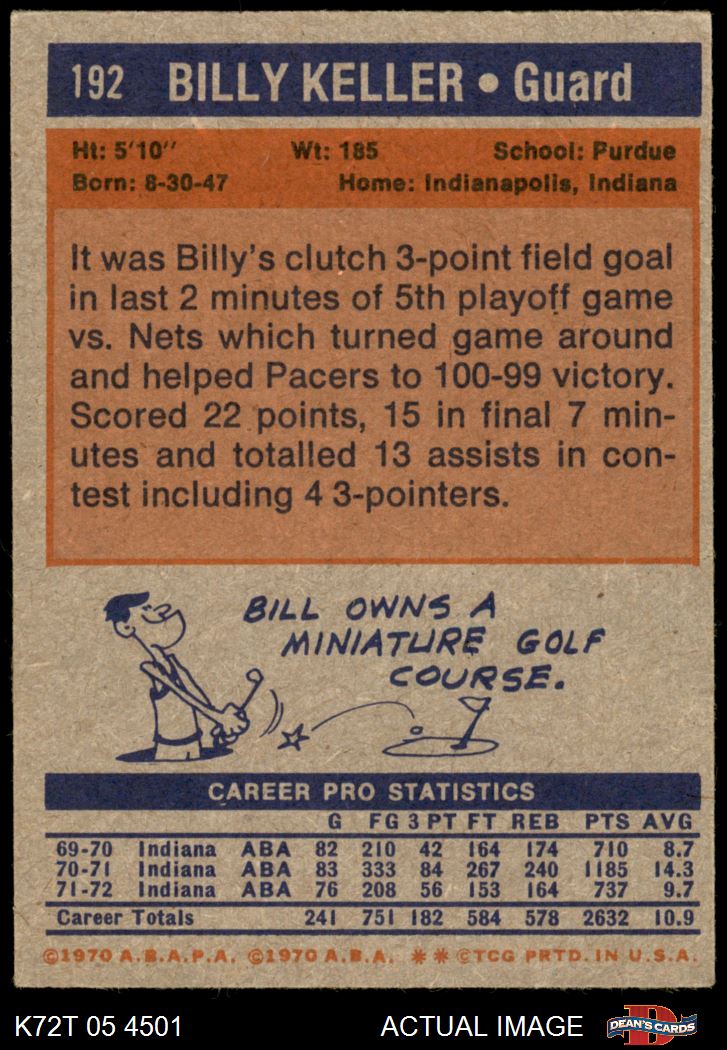 192 BILLY KELLER • Guard
Ht: 5'10" Wt: 185 School: Purdue
Born: 8-30-47 Home: Indianapolis, Indiana
It was Billy's clutch 3-point field goal
in last 2 minutes of 5th playoff game
vs. Nets which turned game around
and helped Pacers to 100-99 victory.
Scored 22 points, 15 in final 7 min-
utes and totalled 13 assists in con-
test including 4 3-pointers.
BILL OWNS A
MINIATURE GOLF
COURSE.
CAREER PRO STATISTICS
G FG 3 PT FT REB PTS AVG
69-70 Indiana ABA 82 210 42 164 174 710 8.7
70-71 Indiana ABA 83 333 84 267 240 1185 14.3
71-72 Indiana ABA 76 208 56 153 164 737 9.7
Career Totals 241 751 182 584 578 2632 10.9
©1970 A.B.A.P.A. ©1970 A.B.A. ** ©TCG PRTD. IN U.S.A.
K72T 05 4501 ACTUAL IMAGE DEAN'S CARDS